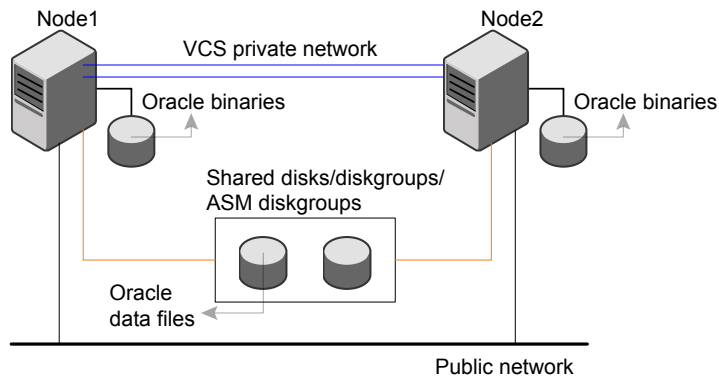 Node1
Node2
VCS private network
Oracle binaries
Oracle binaries
Shared disks/diskgroups/
ASM diskgroups
Oracle
data files
Public network